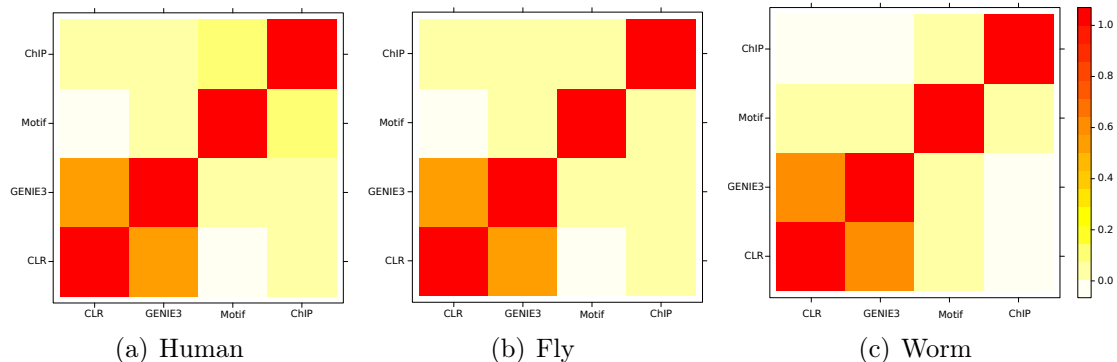 ChIP
Motif
GENIE3
CLR
CLR GENIE3 Motif ChIP
(a) Human
ChIP
Motif
GENIE3
CLR
CLR GENIE3 Motif ChIP
(b) Fly
ChIP
Motif
GENIE3
CLR
CLR GENIE3 Motif ChIP
(c) Worm
1.0
0.8
0.6
0.4
0.2
0.0